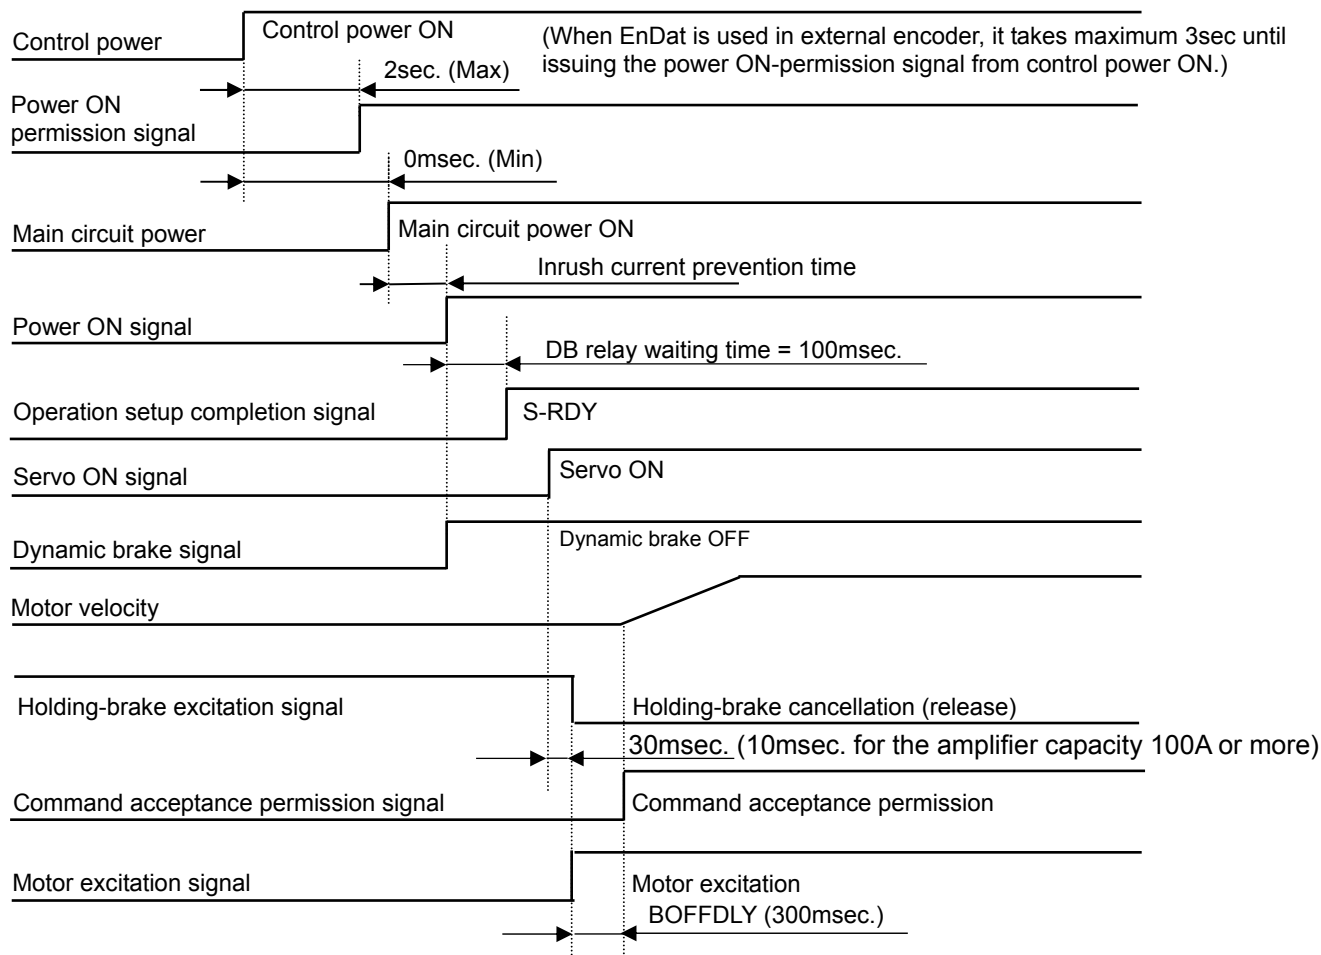 Control power
Control power ON
(When EnDat is used in external encoder, it takes maximum 3sec until
issuing the power ON-permission signal from control power ON.)
2sec. (Max)
Power ON
permission signal
0msec. (Min)
Main circuit power
Main circuit power ON
Inrush current prevention time
Power ON signal
DB relay waiting time = 100msec.
Operation setup completion signal
S-RDY
Servo ON signal
Servo ON
Dynamic brake signal
Dynamic brake OFF
Motor velocity
Holding-brake excitation signal
Holding-brake cancellation (release)
30msec. (10msec. for the amplifier capacity 100A or more)
Command acceptance permission signal
Command acceptance permission
Motor excitation signal
Motor excitation
BOFFDLY (300msec.)